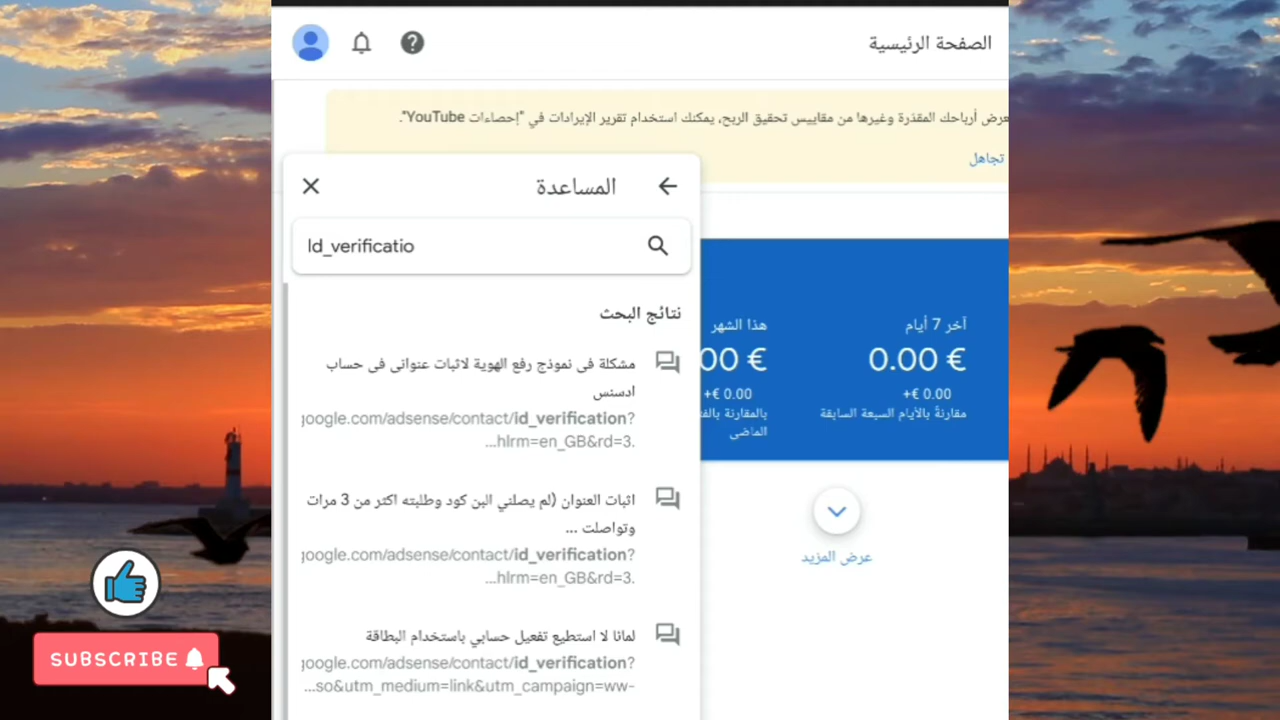 الصفحة الرئيسية
عرض أرباحك المقدّرة وغيرها من مقاييس تحقيق الربح، يمكنك استخدام تقرير الإيرادات في "إحصاءات YouTube".
تجاهل
المساعدة
Id_verificatio
نتائج البحث
مشكلة فى نموذج رفع الهوية لاثبات عنوانى فى حساب
ادسنس
google.com/adsense/contact/id_verification?
...hlrm=en_GB&rd=3.
اثبات العنوان (لم يصلني البن كود وطلبته اكثر من 3 مرات
وتواصلت ...
google.com/adsense/contact/id_verification?
...hlrm=en_GB&rd=3.
لماذا لا استطيع تفعيل حسابي باستخدام البطاقة
google.com/adsense/contact/id_verification?
...so&utm_medium=link&utm_campaign=ww-
آخر 7 أيام
0.00 €
+€ 0.00
مقارنةً بالأيام السبعة السابقة
هذا الشهر
00 €
+€ 0.00
الماضي
عرض المزيد
SUBSCRIBE